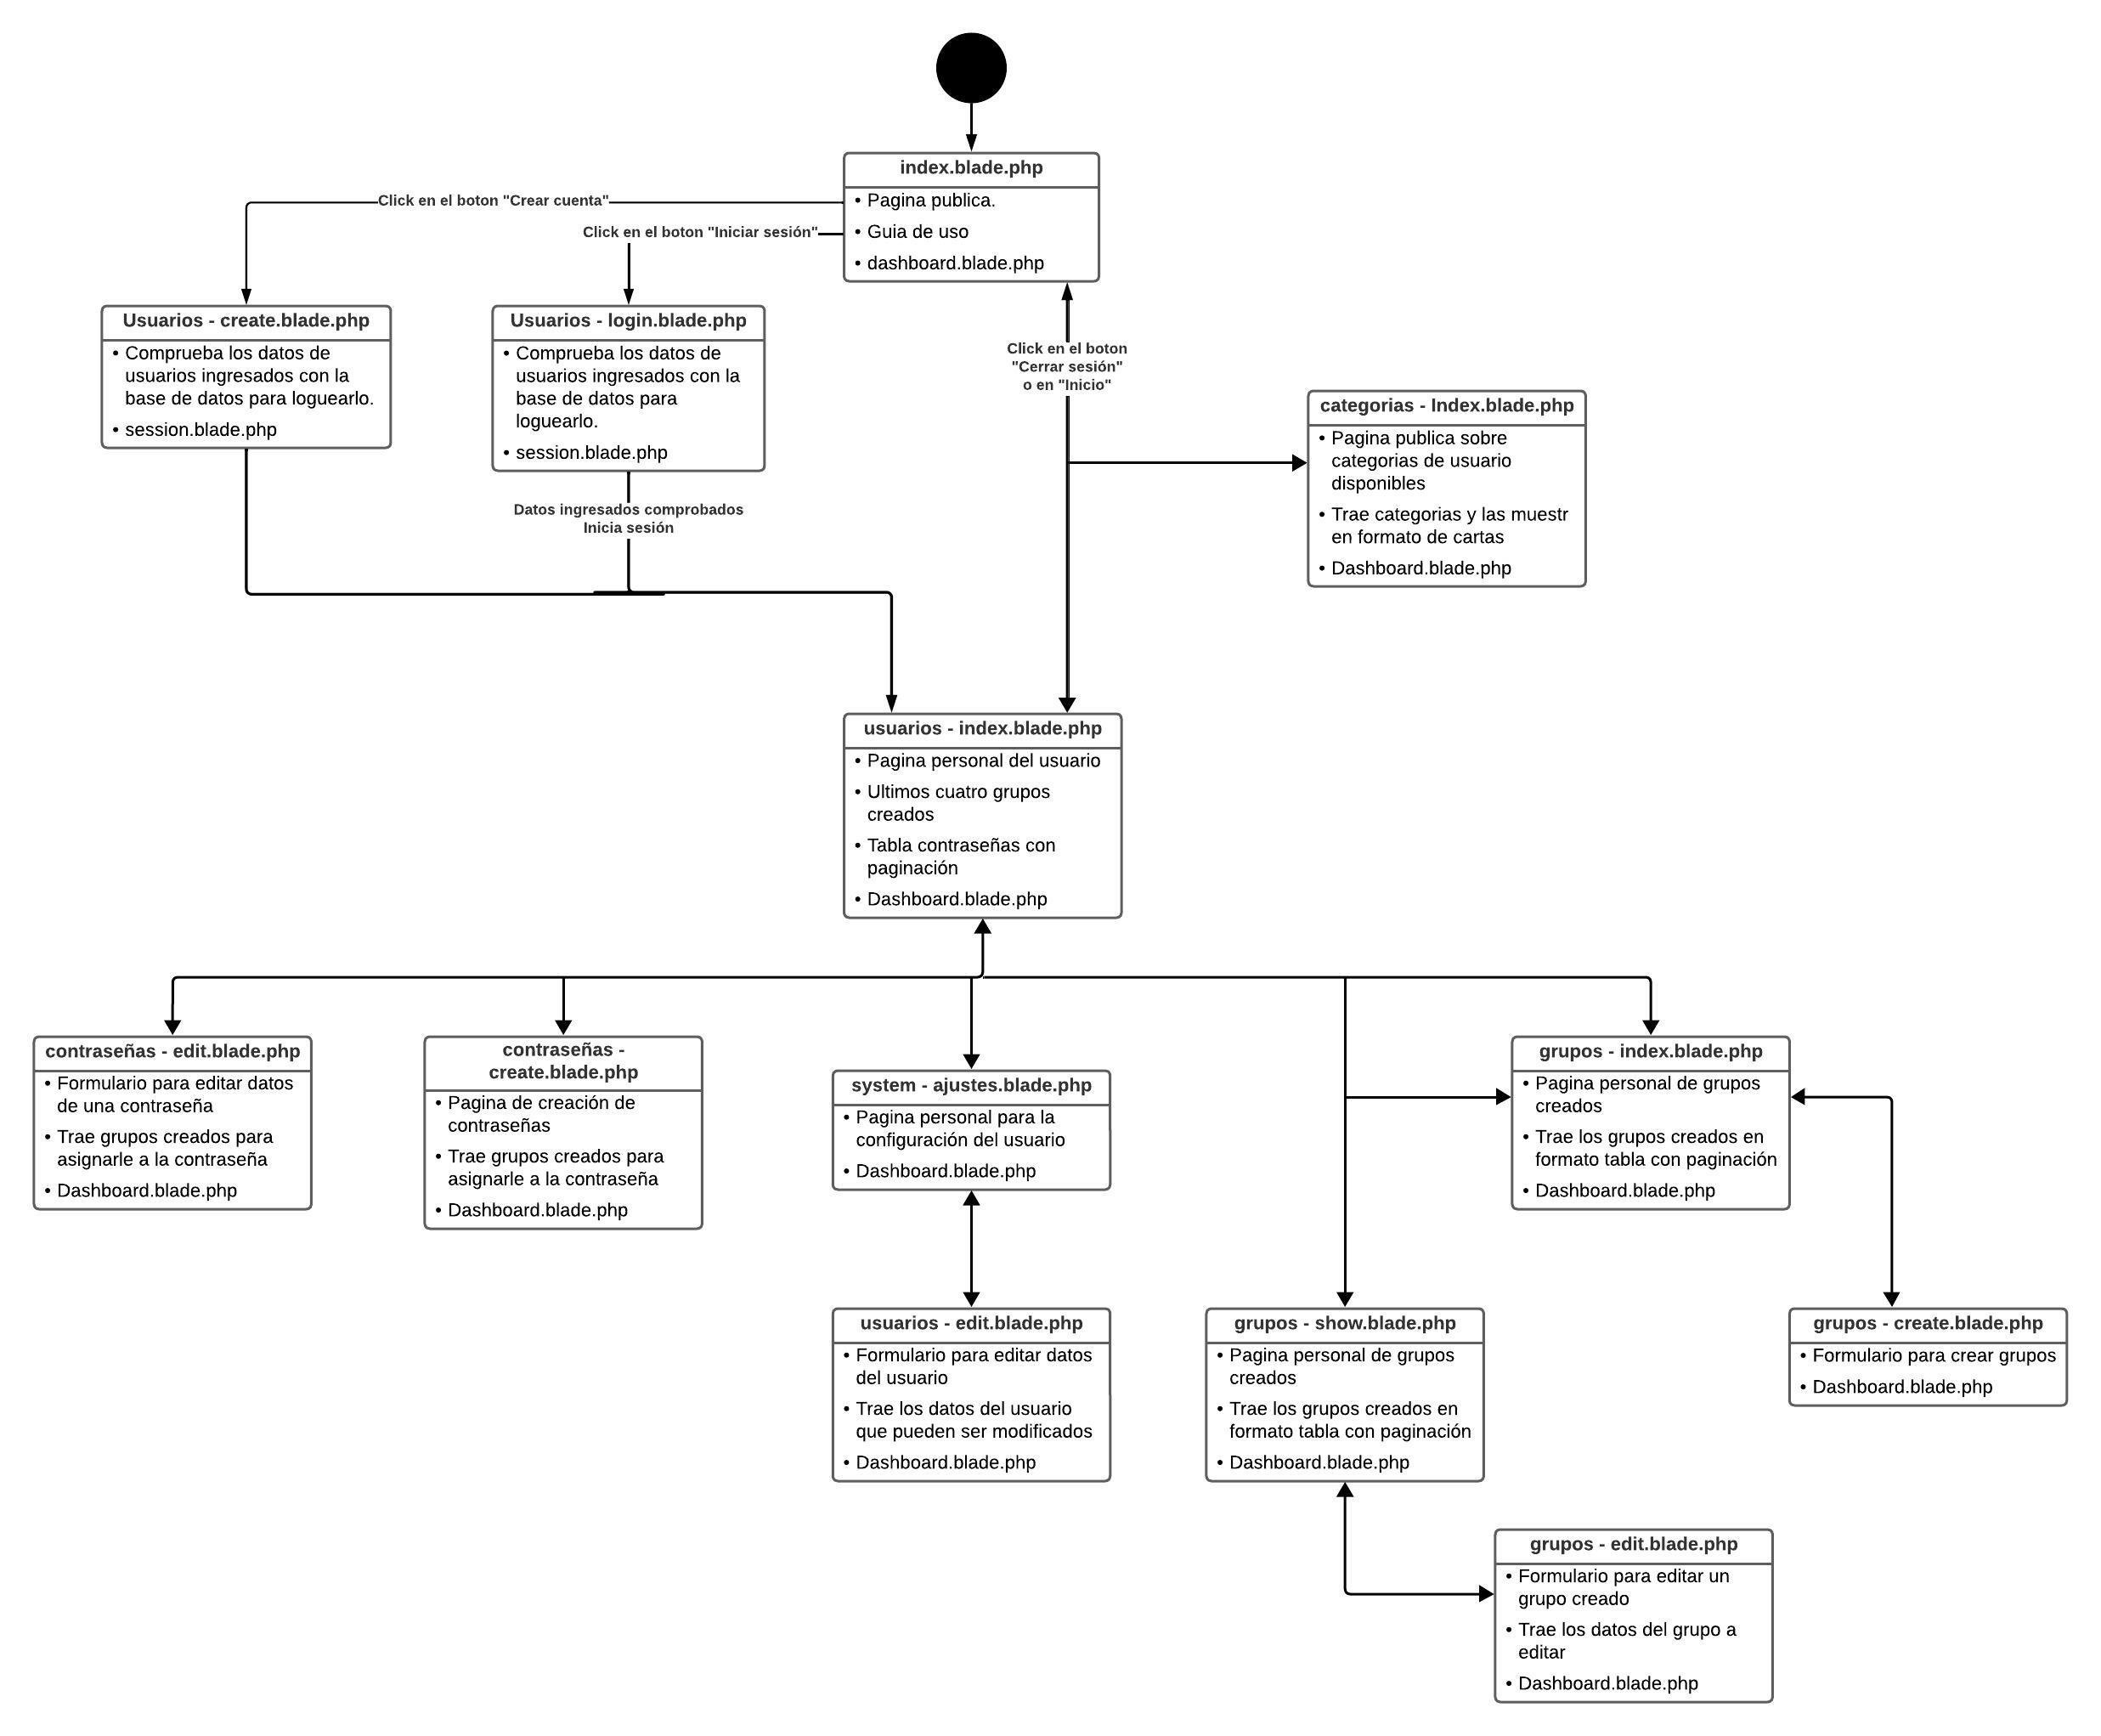 index.blade.php
• Pagina publica.
• Guia de uso
• dashboard.blade.php
Click en el boton "Crear cuenta"
Click en el boton "Iniciar sesión"
Usuarios - create.blade.php
• Comprueba los datos de
usuarios ingresados con la
base de datos para loguearlo.
• session.blade.php
Usuarios - login.blade.php
• Comprueba los datos de
usuarios ingresados con la
base de datos para
loguearlo.
• session.blade.php
Click en el boton
"Cerrar sesión"
o en "Inicio"
categorias - Index.blade.php
• Pagina publica sobre
categorias de usuario
disponibles
• Trae categorias y las muestr
en formato de cartas
• Dashboard.blade.php
Datos ingresados comprobados
Inicia sesión
usuarios - index.blade.php
• Pagina personal del usuario
• Ultimos cuatro grupos
creados
• Tabla contraseñas con
paginación
• Dashboard.blade.php
contraseñas - edit.blade.php
• Formulario para editar datos
de una contraseña
• Trae grupos creados para
asignarle a la contraseña
• Dashboard.blade.php
contraseñas -
create.blade.php
• Pagina de creación de
contraseñas
• Trae grupos creados para
asignarle a la contraseña
• Dashboard.blade.php
system - ajustes.blade.php
• Pagina personal para la
configuración del usuario
• Dashboard.blade.php
grupos - index.blade.php
• Pagina personal de grupos
creados
• Trae los grupos creados en
formato tabla con paginación
• Dashboard.blade.php
usuarios - edit.blade.php
• Formulario para editar datos
del usuario
• Trae los datos del usuario
que pueden ser modificados
• Dashboard.blade.php
grupos - show.blade.php
• Pagina personal de grupos
creados
• Trae los grupos creados en
formato tabla con paginación
• Dashboard.blade.php
grupos - create.blade.php
• Formulario para crear grupos
• Dashboard.blade.php
grupos - edit.blade.php
• Formulario para editar un
grupo creado
• Trae los datos del grupo a
editar
• Dashboard.blade.php